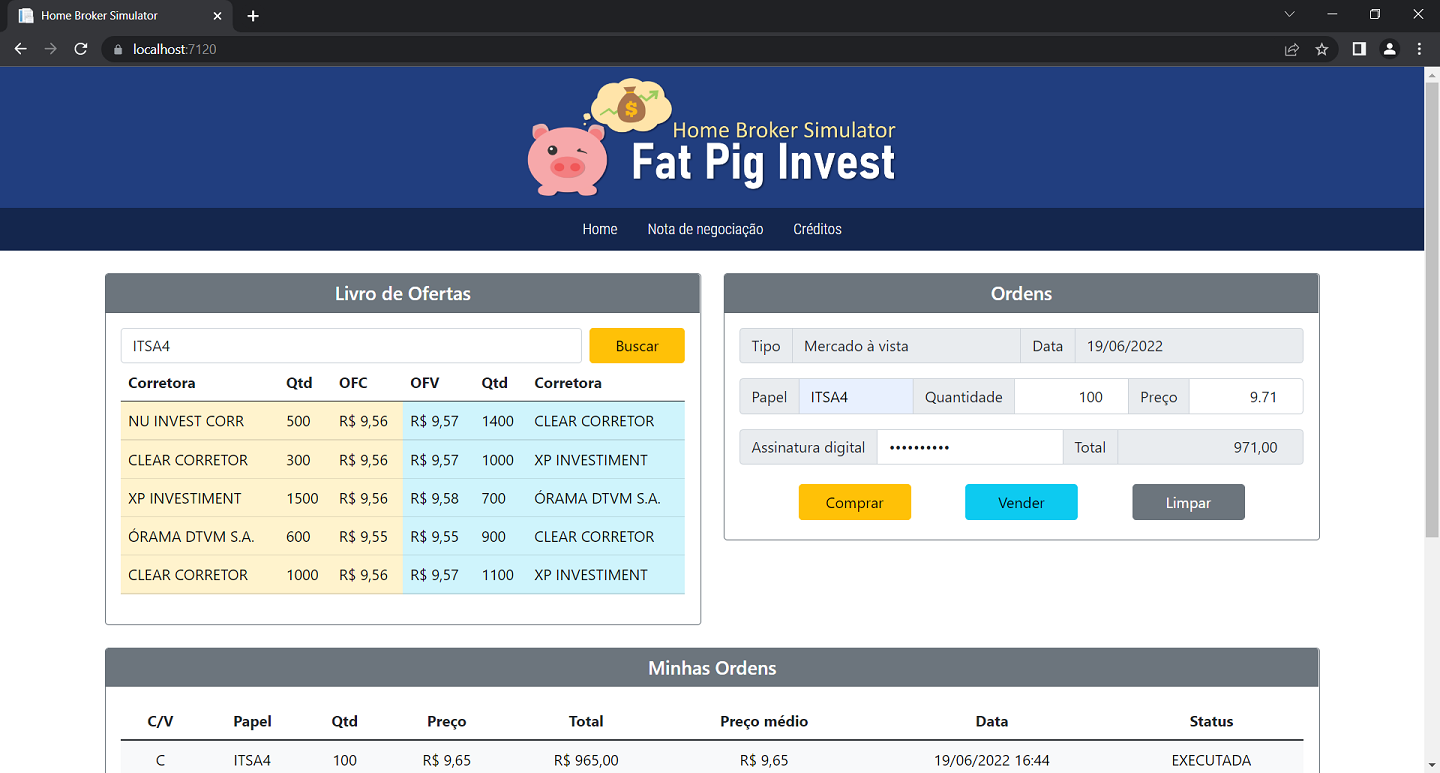 Home Broker Simulator
localhost:7120
Home Broker Simulator
Fat Pig Invest
Home Nota de negociação Créditos
Livro de Ofertas
ITSA4 Buscar
Corretora Qtd OFC OFV Qtd Corretora
NU INVEST CORR 500 R$ 9,56 R$ 9,57 1400 CLEAR CORRETOR
CLEAR CORRETOR 300 R$ 9,56 R$ 9,57 1000 XP INVESTIMENT
XP INVESTIMENT 1500 R$ 9,56 R$ 9,58 700 ÓRAMA DTVM S.A.
ÓRAMA DTVM S.A. 600 R$ 9,55 R$ 9,55 900 CLEAR CORRETOR
CLEAR CORRETOR 1000 R$ 9,56 R$ 9,57 1100 XP INVESTIMENT
Ordens
Tipo Mercado à vista Data 19/06/2022
Papel ITSA4 Quantidade 100 Preço 9.71
Assinatura digital •••••••••• Total 971,00
Comprar Vender Limpar
Minhas Ordens
C/V Papel Qtd Preço Total Preço médio Data Status
C ITSA4 100 R$ 9,65 R$ 965,00 R$ 9,65 19/06/2022 16:44 EXECUTADA